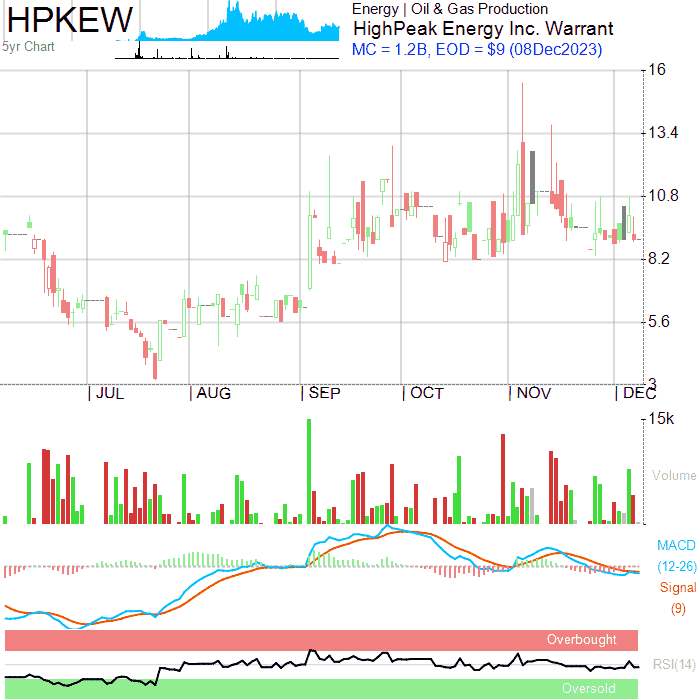 HPKEW
5yr Chart
Energy | Oil & Gas Production
HighPeak Energy Inc. Warrant
MC = 1.2B, EOD = $9 (08Dec2023)
16
13.4
10.8
8.2
5.6
3
JUL AUG SEP OCT NOV DEC
15k
Volume
MACD
(12-26)
Signal
(9)
Overbought
RSI(14)
Oversold